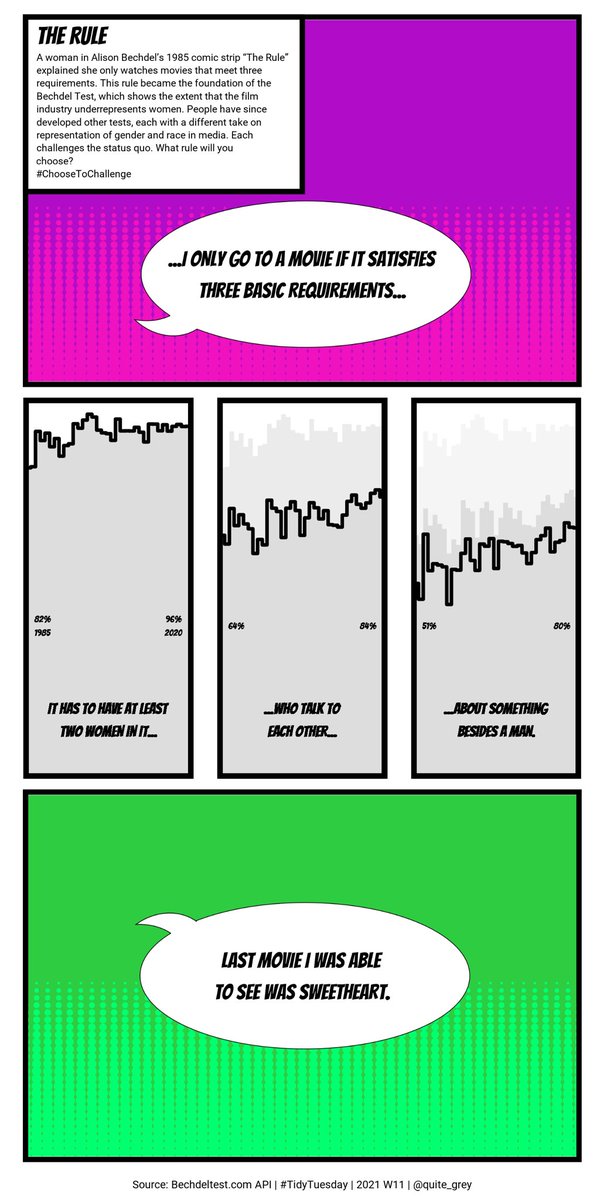 THE RULE
A woman in Alison Bechdel's 1985 comic strip "The Rule"
explained she only watches movies that meet three
requirements. This rule became the foundation of the
Bechdel Test, which shows the extent that the film
industry underrepresents women. People have since
developed other tests, each with a different take on
representation of gender and race in media. Each
challenges the status quo. What rule will you
choose?
#ChooseToChallenge
...I ONLY GO TO A MOVIE IF IT SATISFIES
THREE BASIC REQUIREMENTS...
82% 96%
1985 2020
IT HAS TO HAVE AT LEAST
TWO WOMEN IN IT...
64% 84%
...WHO TALK TO
EACH OTHER...
51% 80%
...ABOUT SOMETHING
BESIDES A MAN.
LAST MOVIE I WAS ABLE
TO SEE WAS SWEETHEART.
Source: Bechdeltest.com API | #TidyTuesday | 2021 W11 | @quite_grey